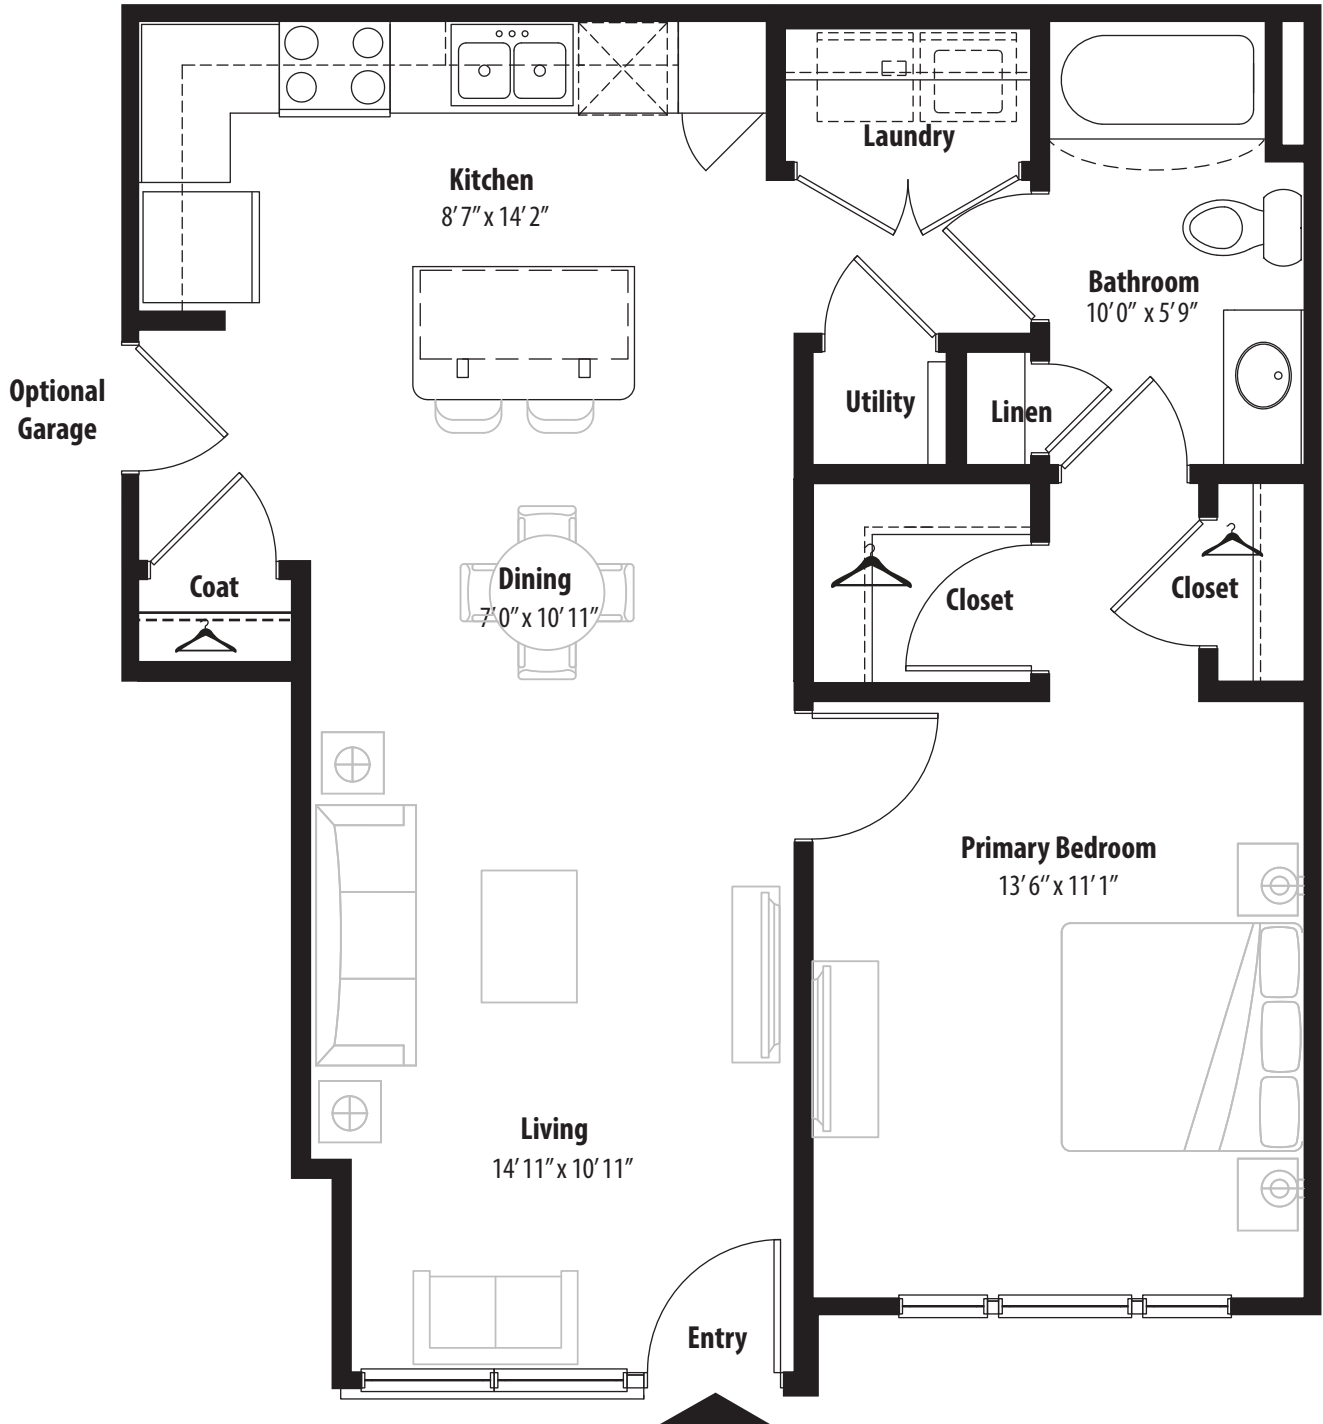 Laundry
Kitchen
8’ 7” x 14’ 2”
Bathroom
10’ 0” x 5’ 9”
Optional
Garage
Utility
Linen
Coat
Dining
7’ 0” x 10’ 11”
Closet
Closet
Primary Bedroom
13’ 6” x 11’ 1”
Living
14’ 11” x 10’ 11”
Entry